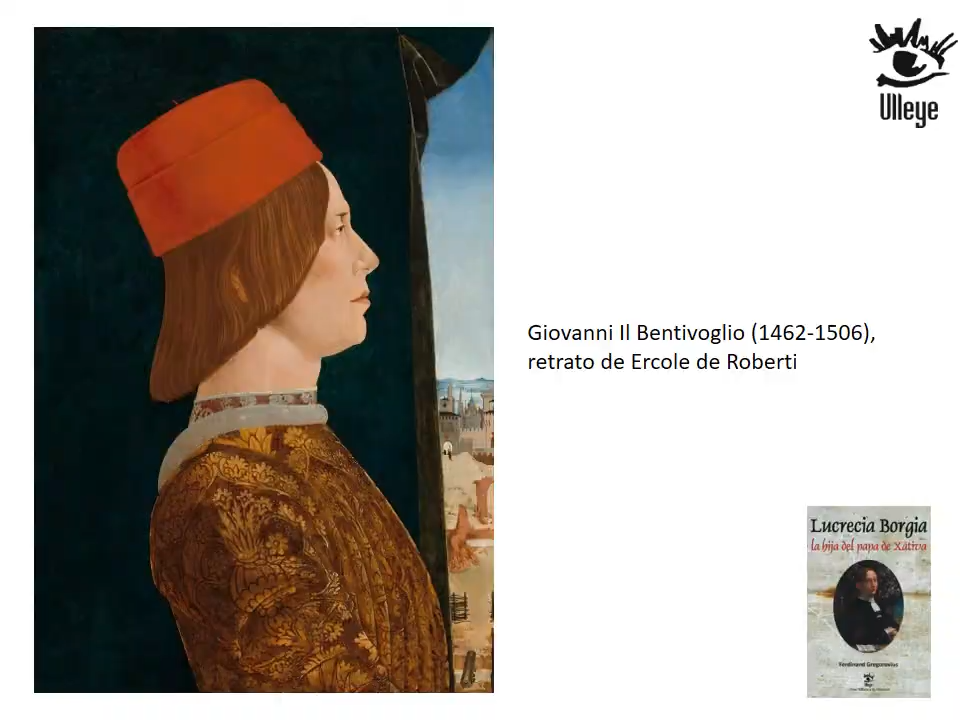 Ulleye
Giovanni Il Bentivoglio (1462-1506),
retrato de Ercole de Roberti
Lucrecia Borgia
la hija del papa de Xàtiva
Ferdinand Gregorovius